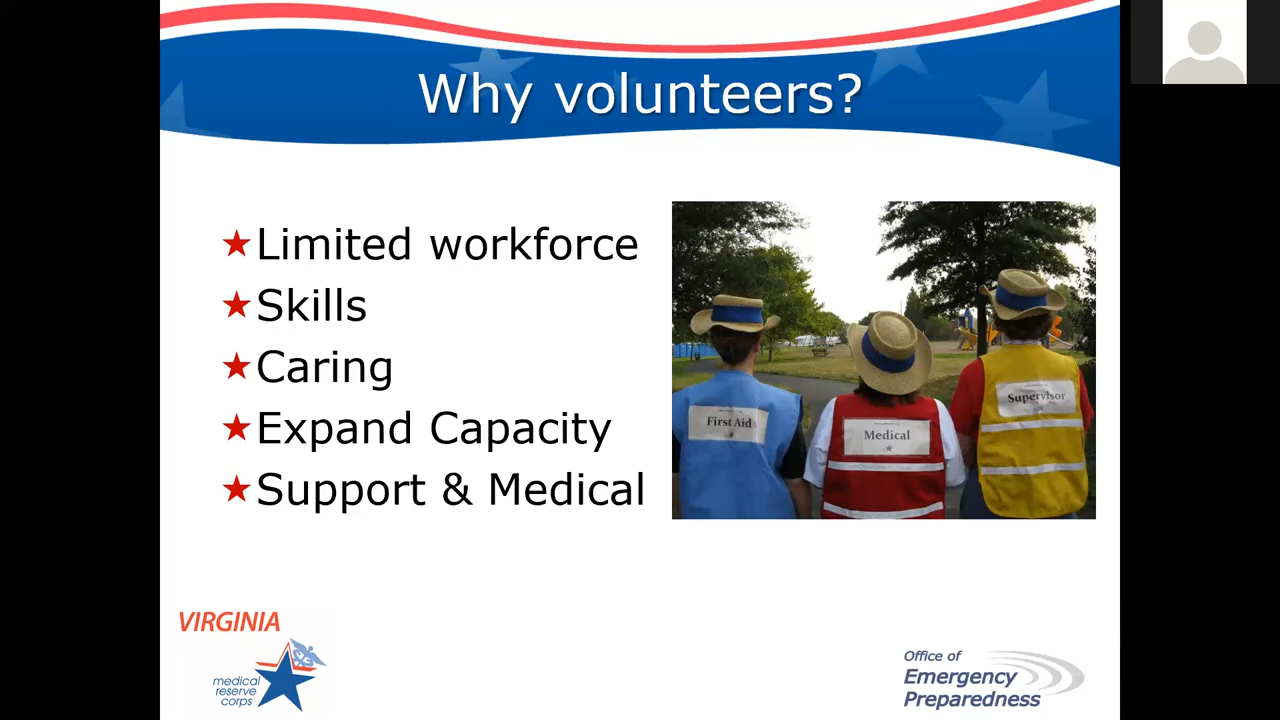 Why volunteers?
Limited workforce
Skills
Caring
Expand Capacity
Support & Medical
First Aid
Medical
Supervisor
VIRGINIA
medical
reserve
corps
Office of
Emergency
Preparedness